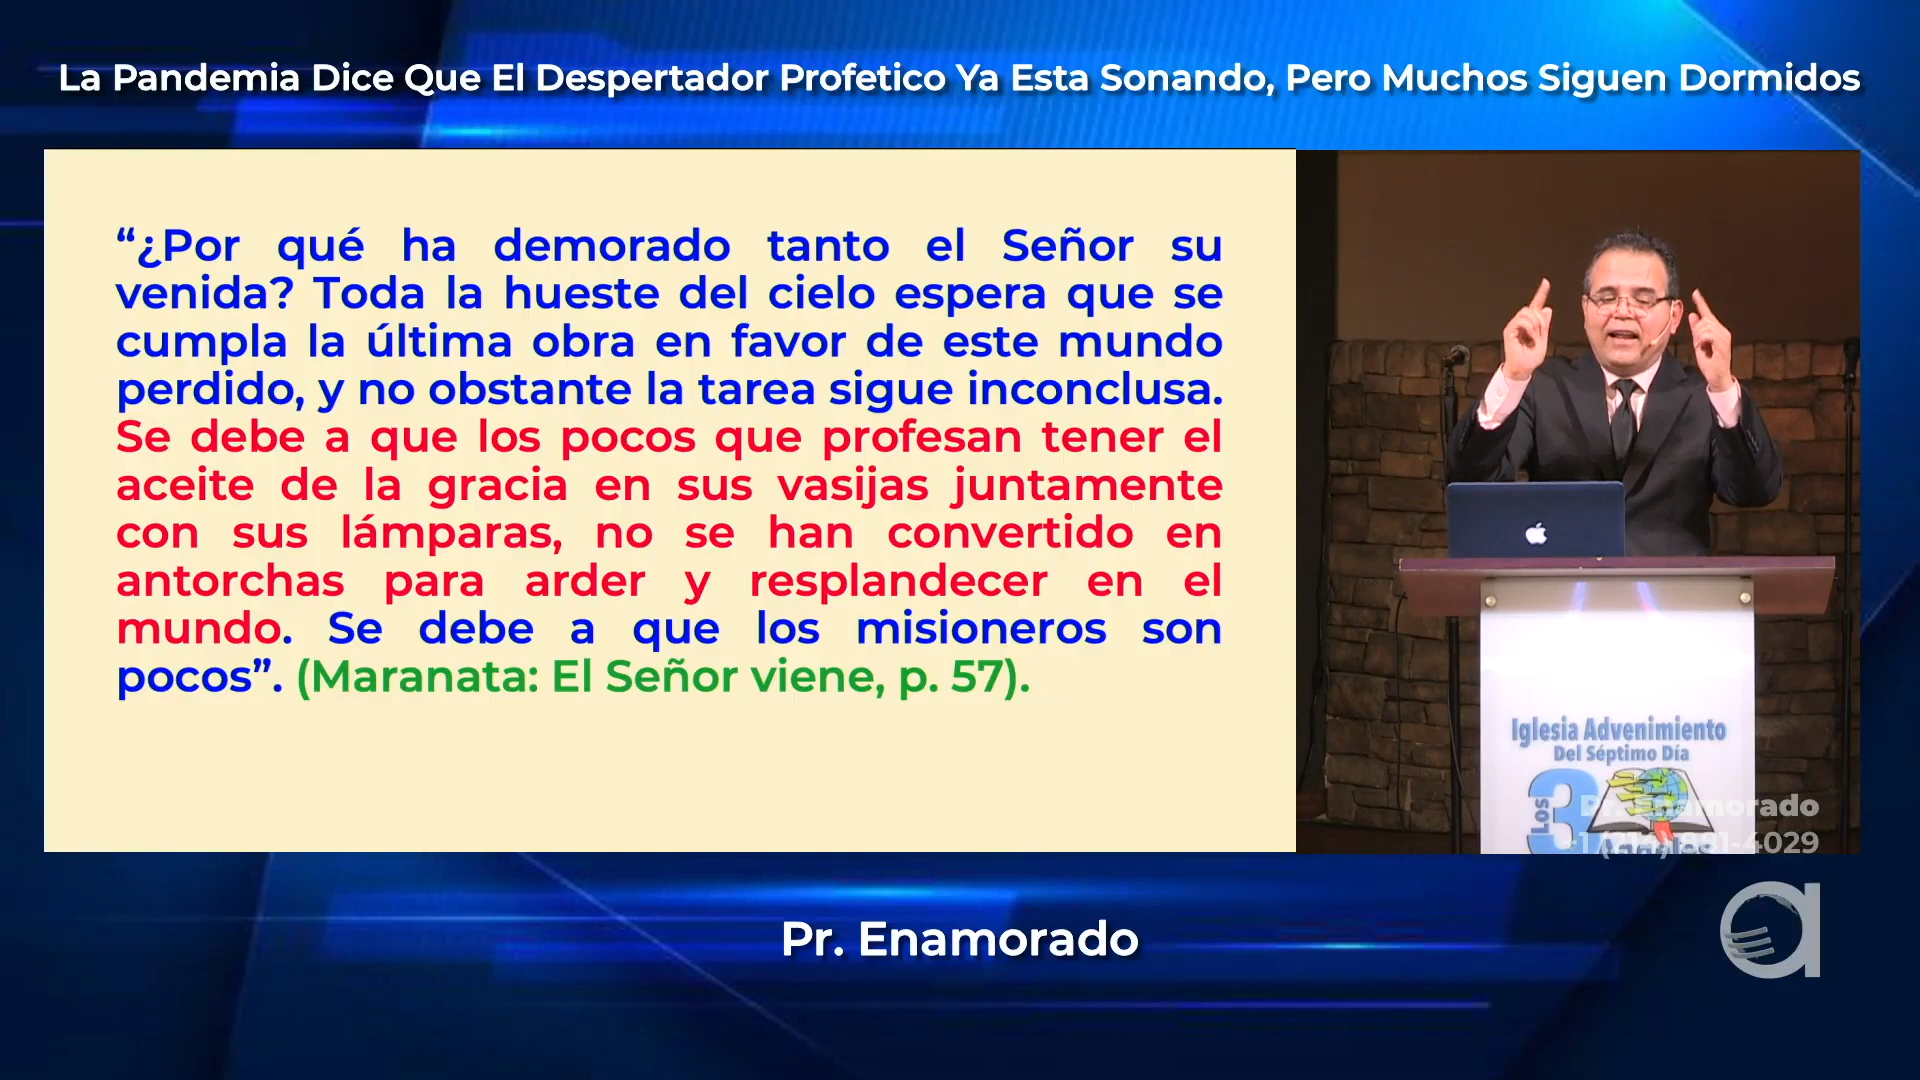 La Pandemia Dice Que El Despertador Profetico Ya Esta Sonando, Pero Muchos Siguen Dormidos
“¿Por qué ha demorado tanto el Señor su
venida? Toda la hueste del cielo espera que se
cumpla la última obra en favor de este mundo
perdido, y no obstante la tarea sigue inconclusa.
Se debe a que los pocos que profesan tener el
aceite de la gracia en sus vasijas juntamente
con sus lámparas, no se han convertido en
antorchas para arder y resplandecer en el
mundo. Se debe a que los misioneros son
pocos”. (Maranata: El Señor viene, p. 57).
Iglesia Advenimiento
Del Séptimo Día
Los 3
Pr. Enamorado
Pr. Enamorado